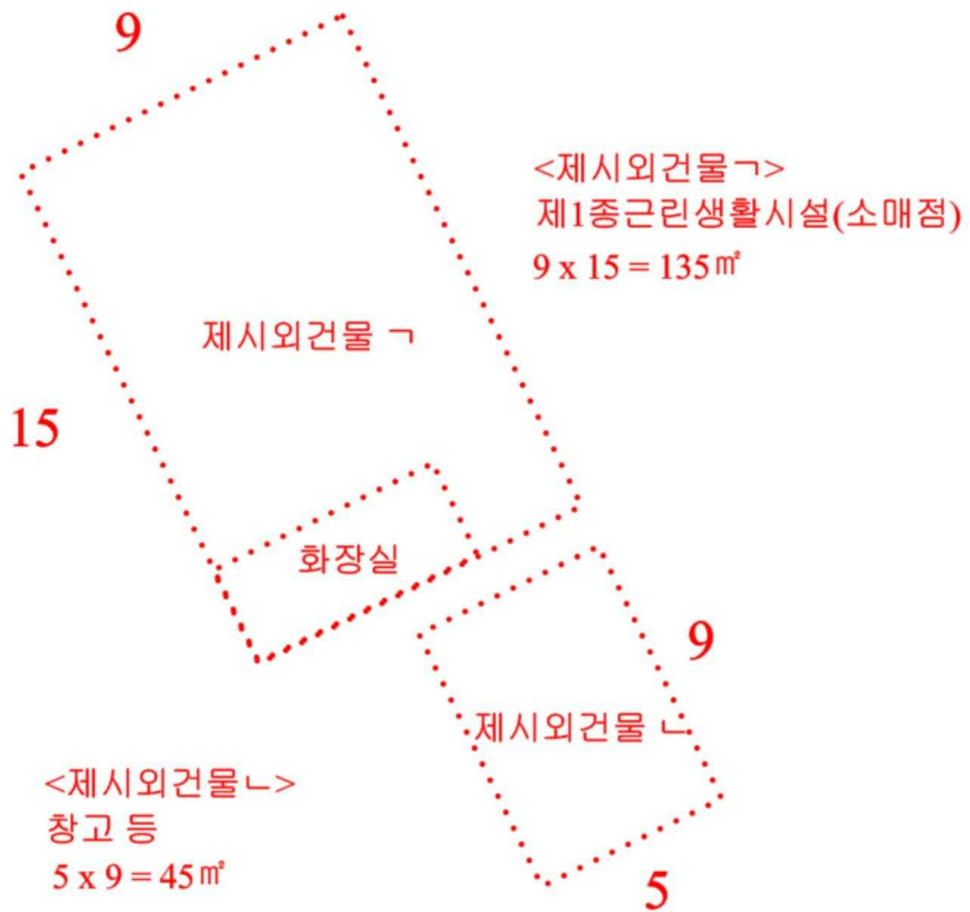 9
<제시외건물ㄱ>
제1종근린생활시설(소매점)
9 x 15 = 135㎡
제시외건물 ㄱ
15
화장실
9
제시외건물 ㄴ
<제시외건물ㄴ>
창고 등
5 x 9 = 45㎡
5